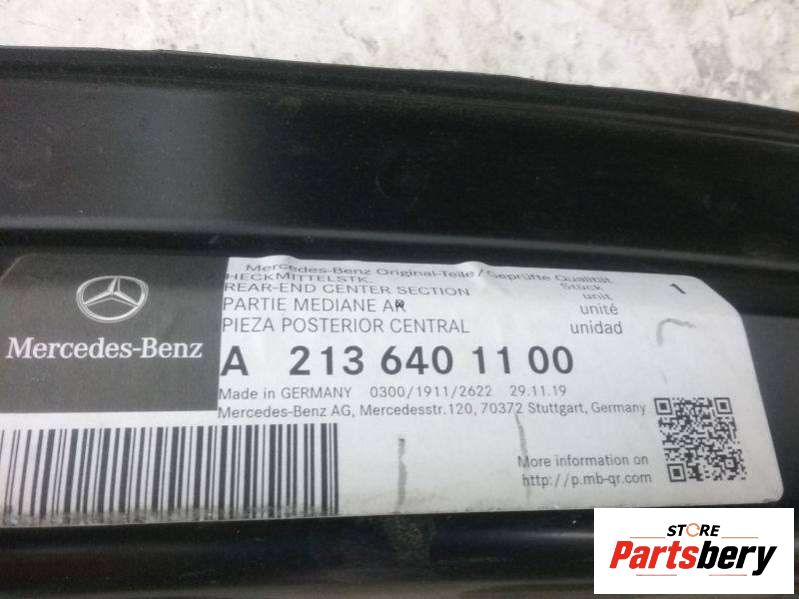 Mercedes-Benz Original-Teile / Geprüfte Qualität
HECKMITTELSTK. Stück 1
REAR-END CENTER SECTION unit
PARTIE MEDIANE AR unité
PIEZA POSTERIOR CENTRAL unidad
Mercedes-Benz
A 213 640 11 00
Made in GERMANY 0300/1911/2622 29.11.19
Mercedes-Benz AG, Mercedesstr.120, 70372 Stuttgart, Germany
More information on
http://p.mb-qr.com
STORE
Partsbery